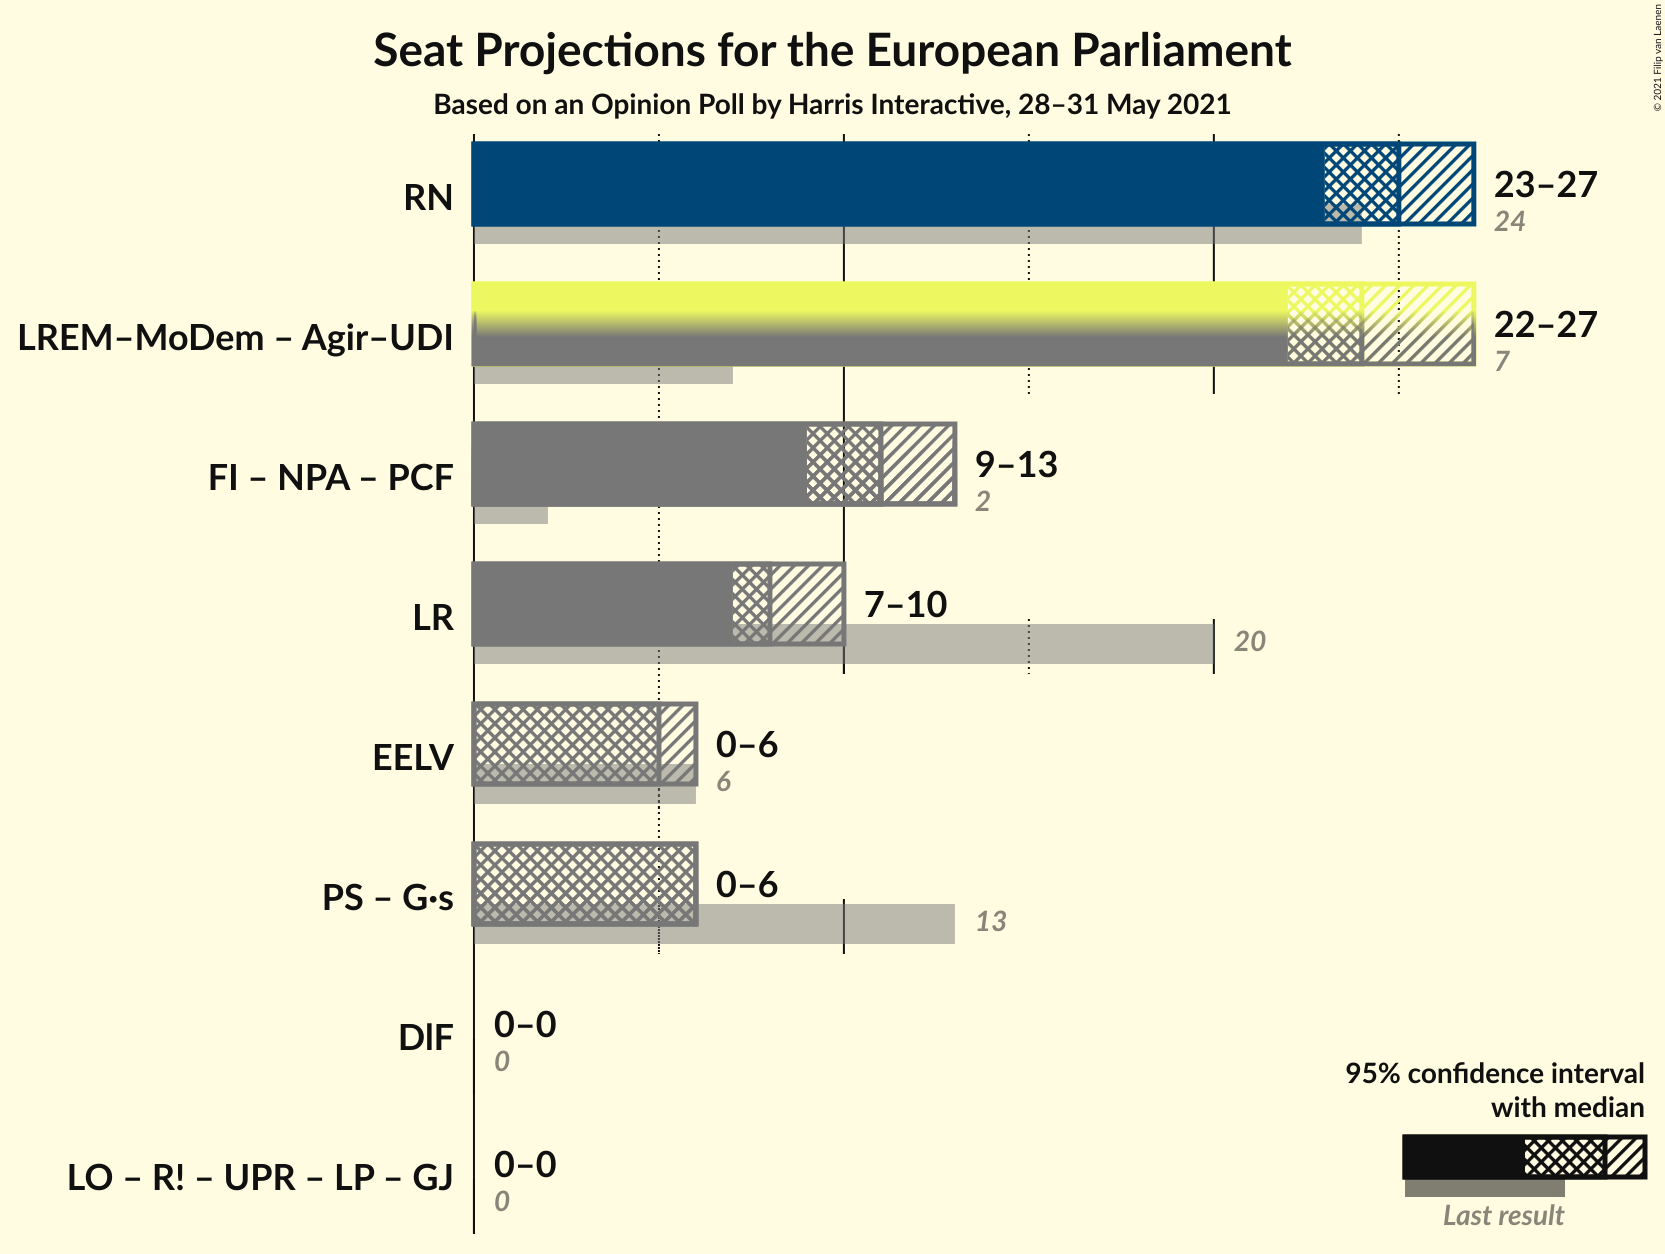 Seat Projections for the European Parliament
Based on an Opinion Poll by Harris Interactive, 28–31 May 2021
© 2021 Filip van Laenen
RN
23–27
24
LREM–MoDem – Agir–UDI
22–27
7
FI – NPA – PCF
9–13
2
LR
7–10
20
EELV
0–6
6
PS – G·s
0–6
13
DlF
0–0
0
LO – R! – UPR – LP – GJ
0–0
0
95% confidence interval
with median
Last result